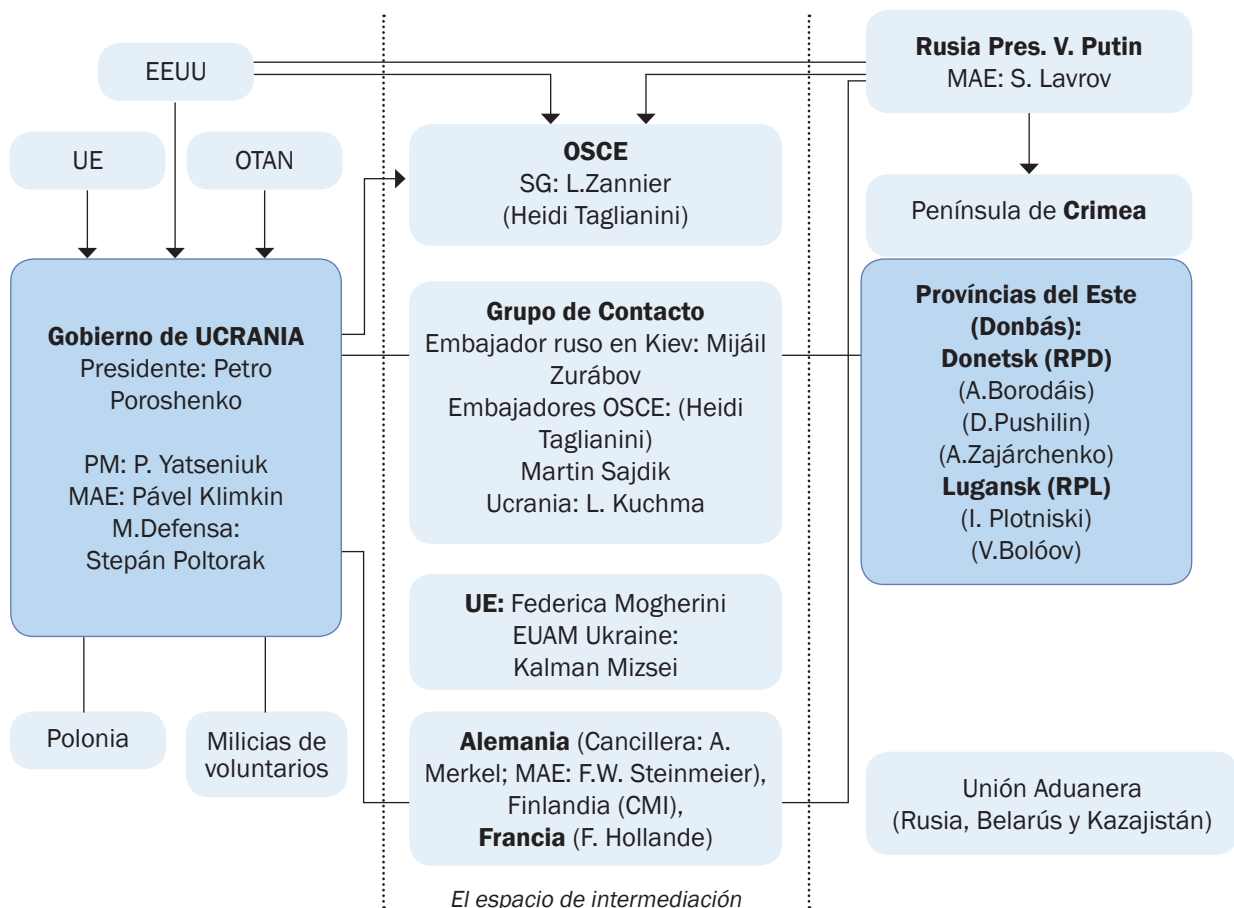 EEUU
UE
OTAN
Gobierno de UCRANIA
Presidente: Petro
Poroshenko
PM: P. Yatseniuk
MAE: Pável Klimkin
M.Defensa:
Stepán Poltorak
Polonia
Milicias de
voluntarios
OSCE
SG: L.Zannier
(Heidi Taglianini)
Grupo de Contacto
Embajador ruso en Kiev: Mijáil
Zurábov
Embajadores OSCE: (Heidi
Taglianini)
Martin Sajdik
Ucrania: L. Kuchma
UE: Federica Mogherini
EUAM Ukraine:
Kalman Mizsei
Alemania (Cancillera: A.
Merkel; MAE: F.W. Steinmeier),
Finlandia (CMI),
Francia (F. Hollande)
El espacio de intermediación
Rusia Pres. V. Putin
MAE: S. Lavrov
Península de Crimea
Províncias del Este
(Donbás):
Donetsk (RPD)
(A.Borodáis)
(D.Pushilin)
(A.Zajárchenko)
Lugansk (RPL)
(I. Plotniski)
(V.Bolóov)
Unión Aduanera
(Rusia, Belarús y Kazajistán)